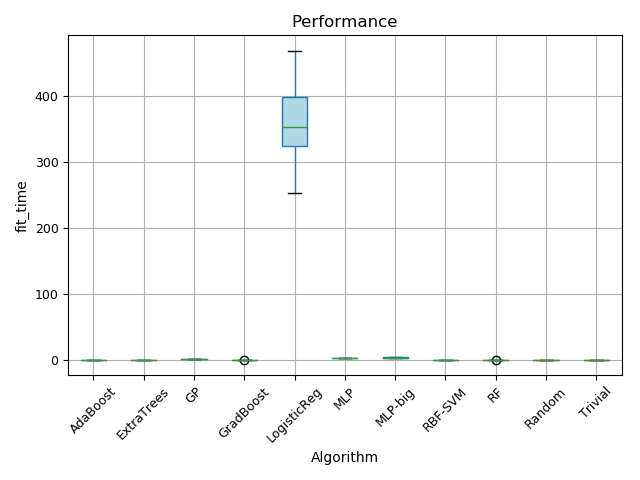 Performance
fit_time
400
300
200
100
0
AdaBoost
ExtraTrees
GP
GradBoost
LogisticReg
MLP
MLP-big
RBF-SVM
RF
Random
Trivial
Algorithm